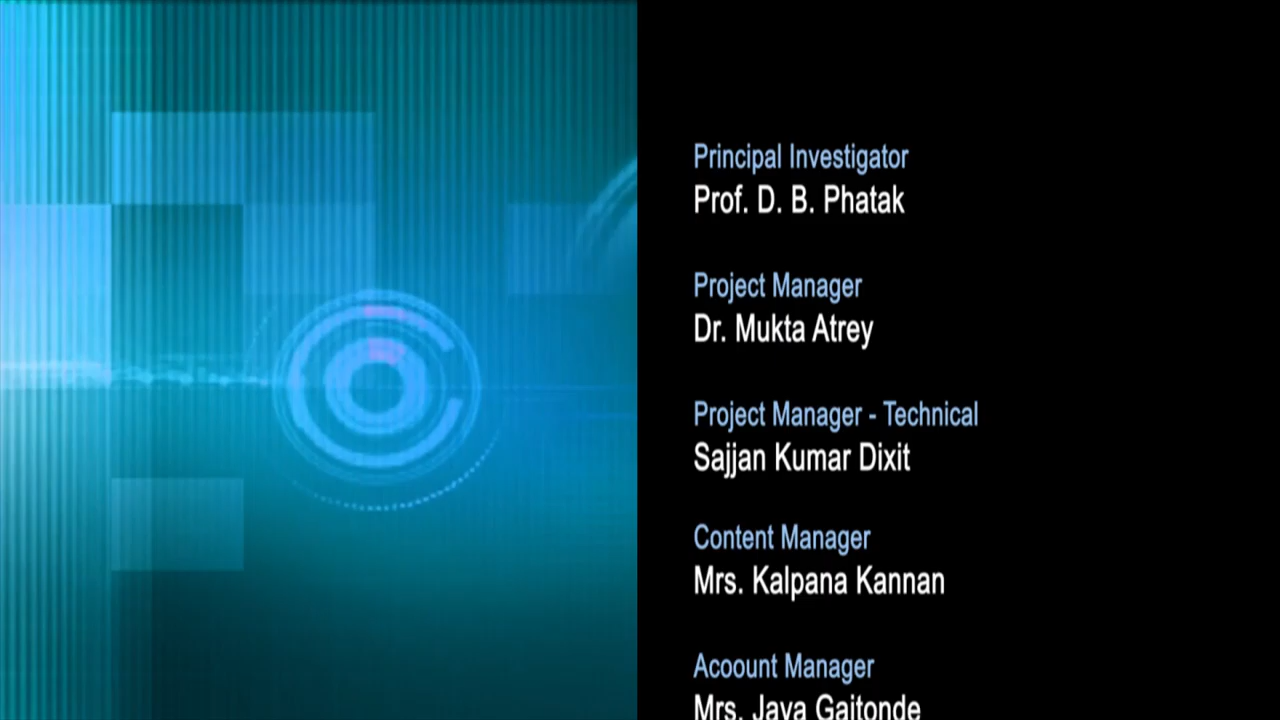 Principal Investigator
Prof. D. B. Phatak
Project Manager
Dr. Mukta Atrey
Project Manager - Technical
Sajjan Kumar Dixit
Content Manager
Mrs. Kalpana Kannan
Acoount Manager
Mrs. Jaya Gaitonde